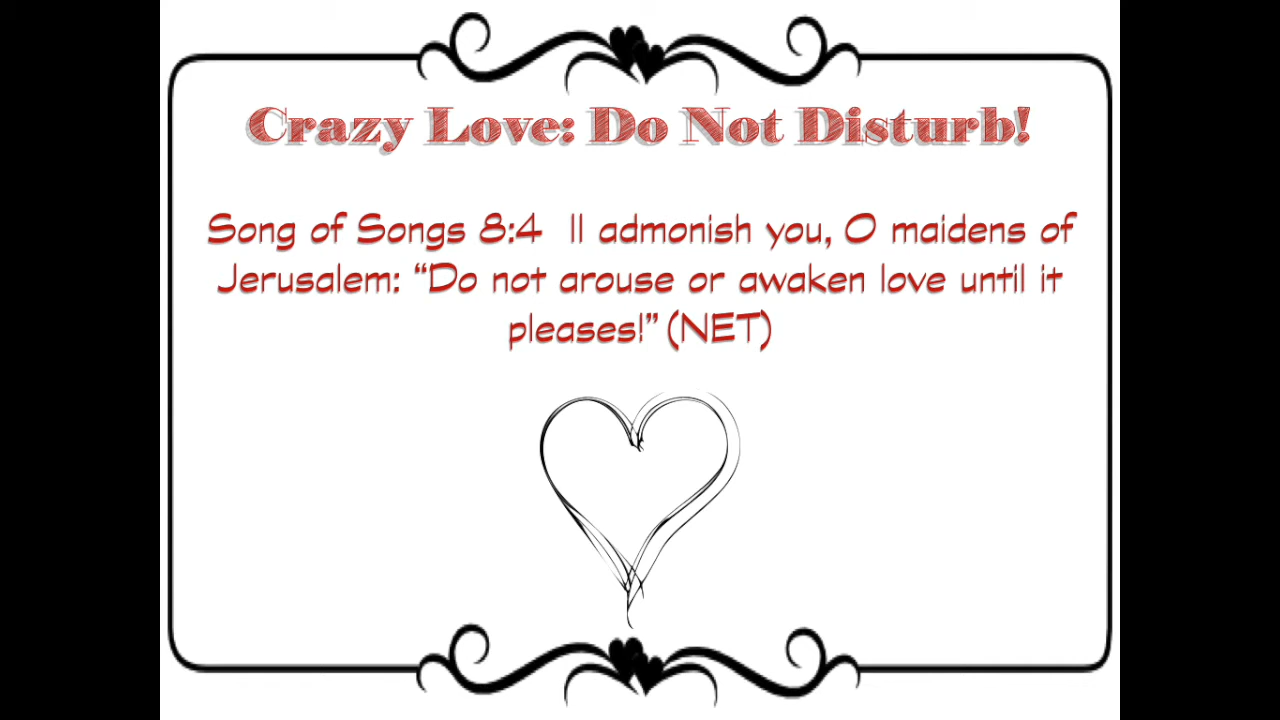 Crazy Love: Do Not Disturb!
Song of Songs 8:4  II admonish you, O maidens of
Jerusalem: “Do not arouse or awaken love until it
pleases!” (NET)